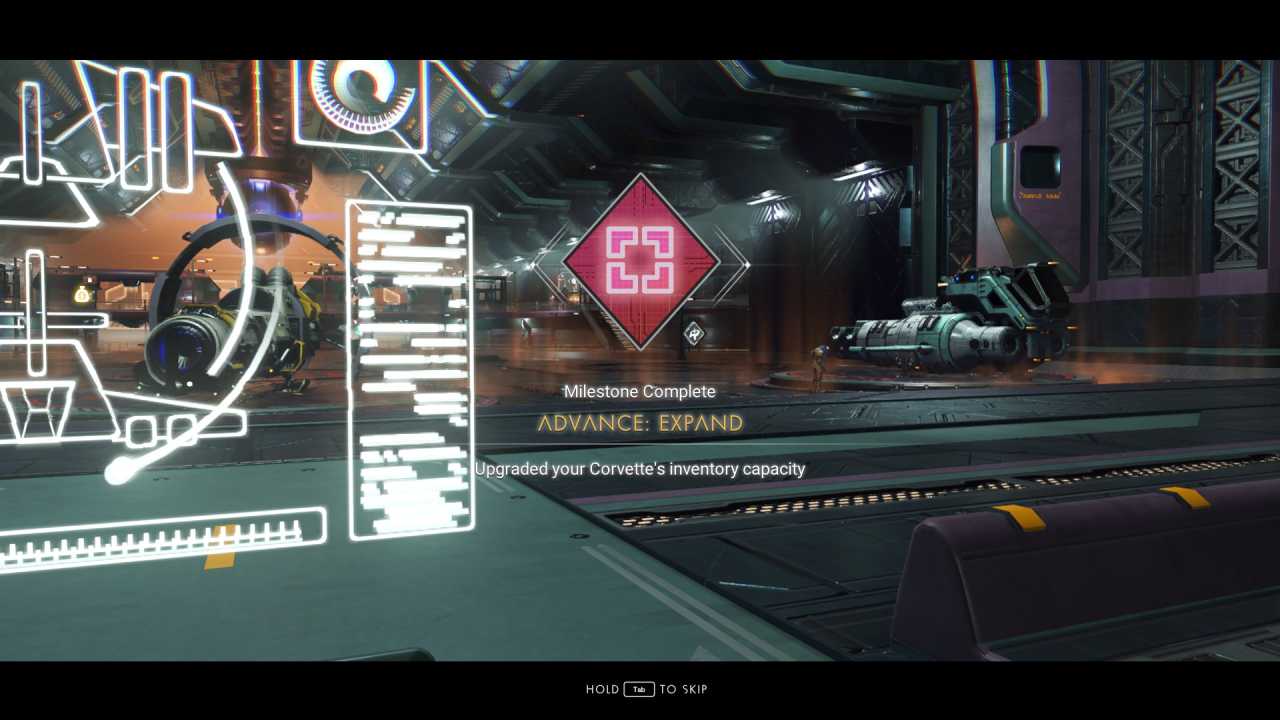 Milestone Complete
ADVANCE: EXPAND
Upgraded your Corvette's inventory capacity
HOLD Tab TO SKIP